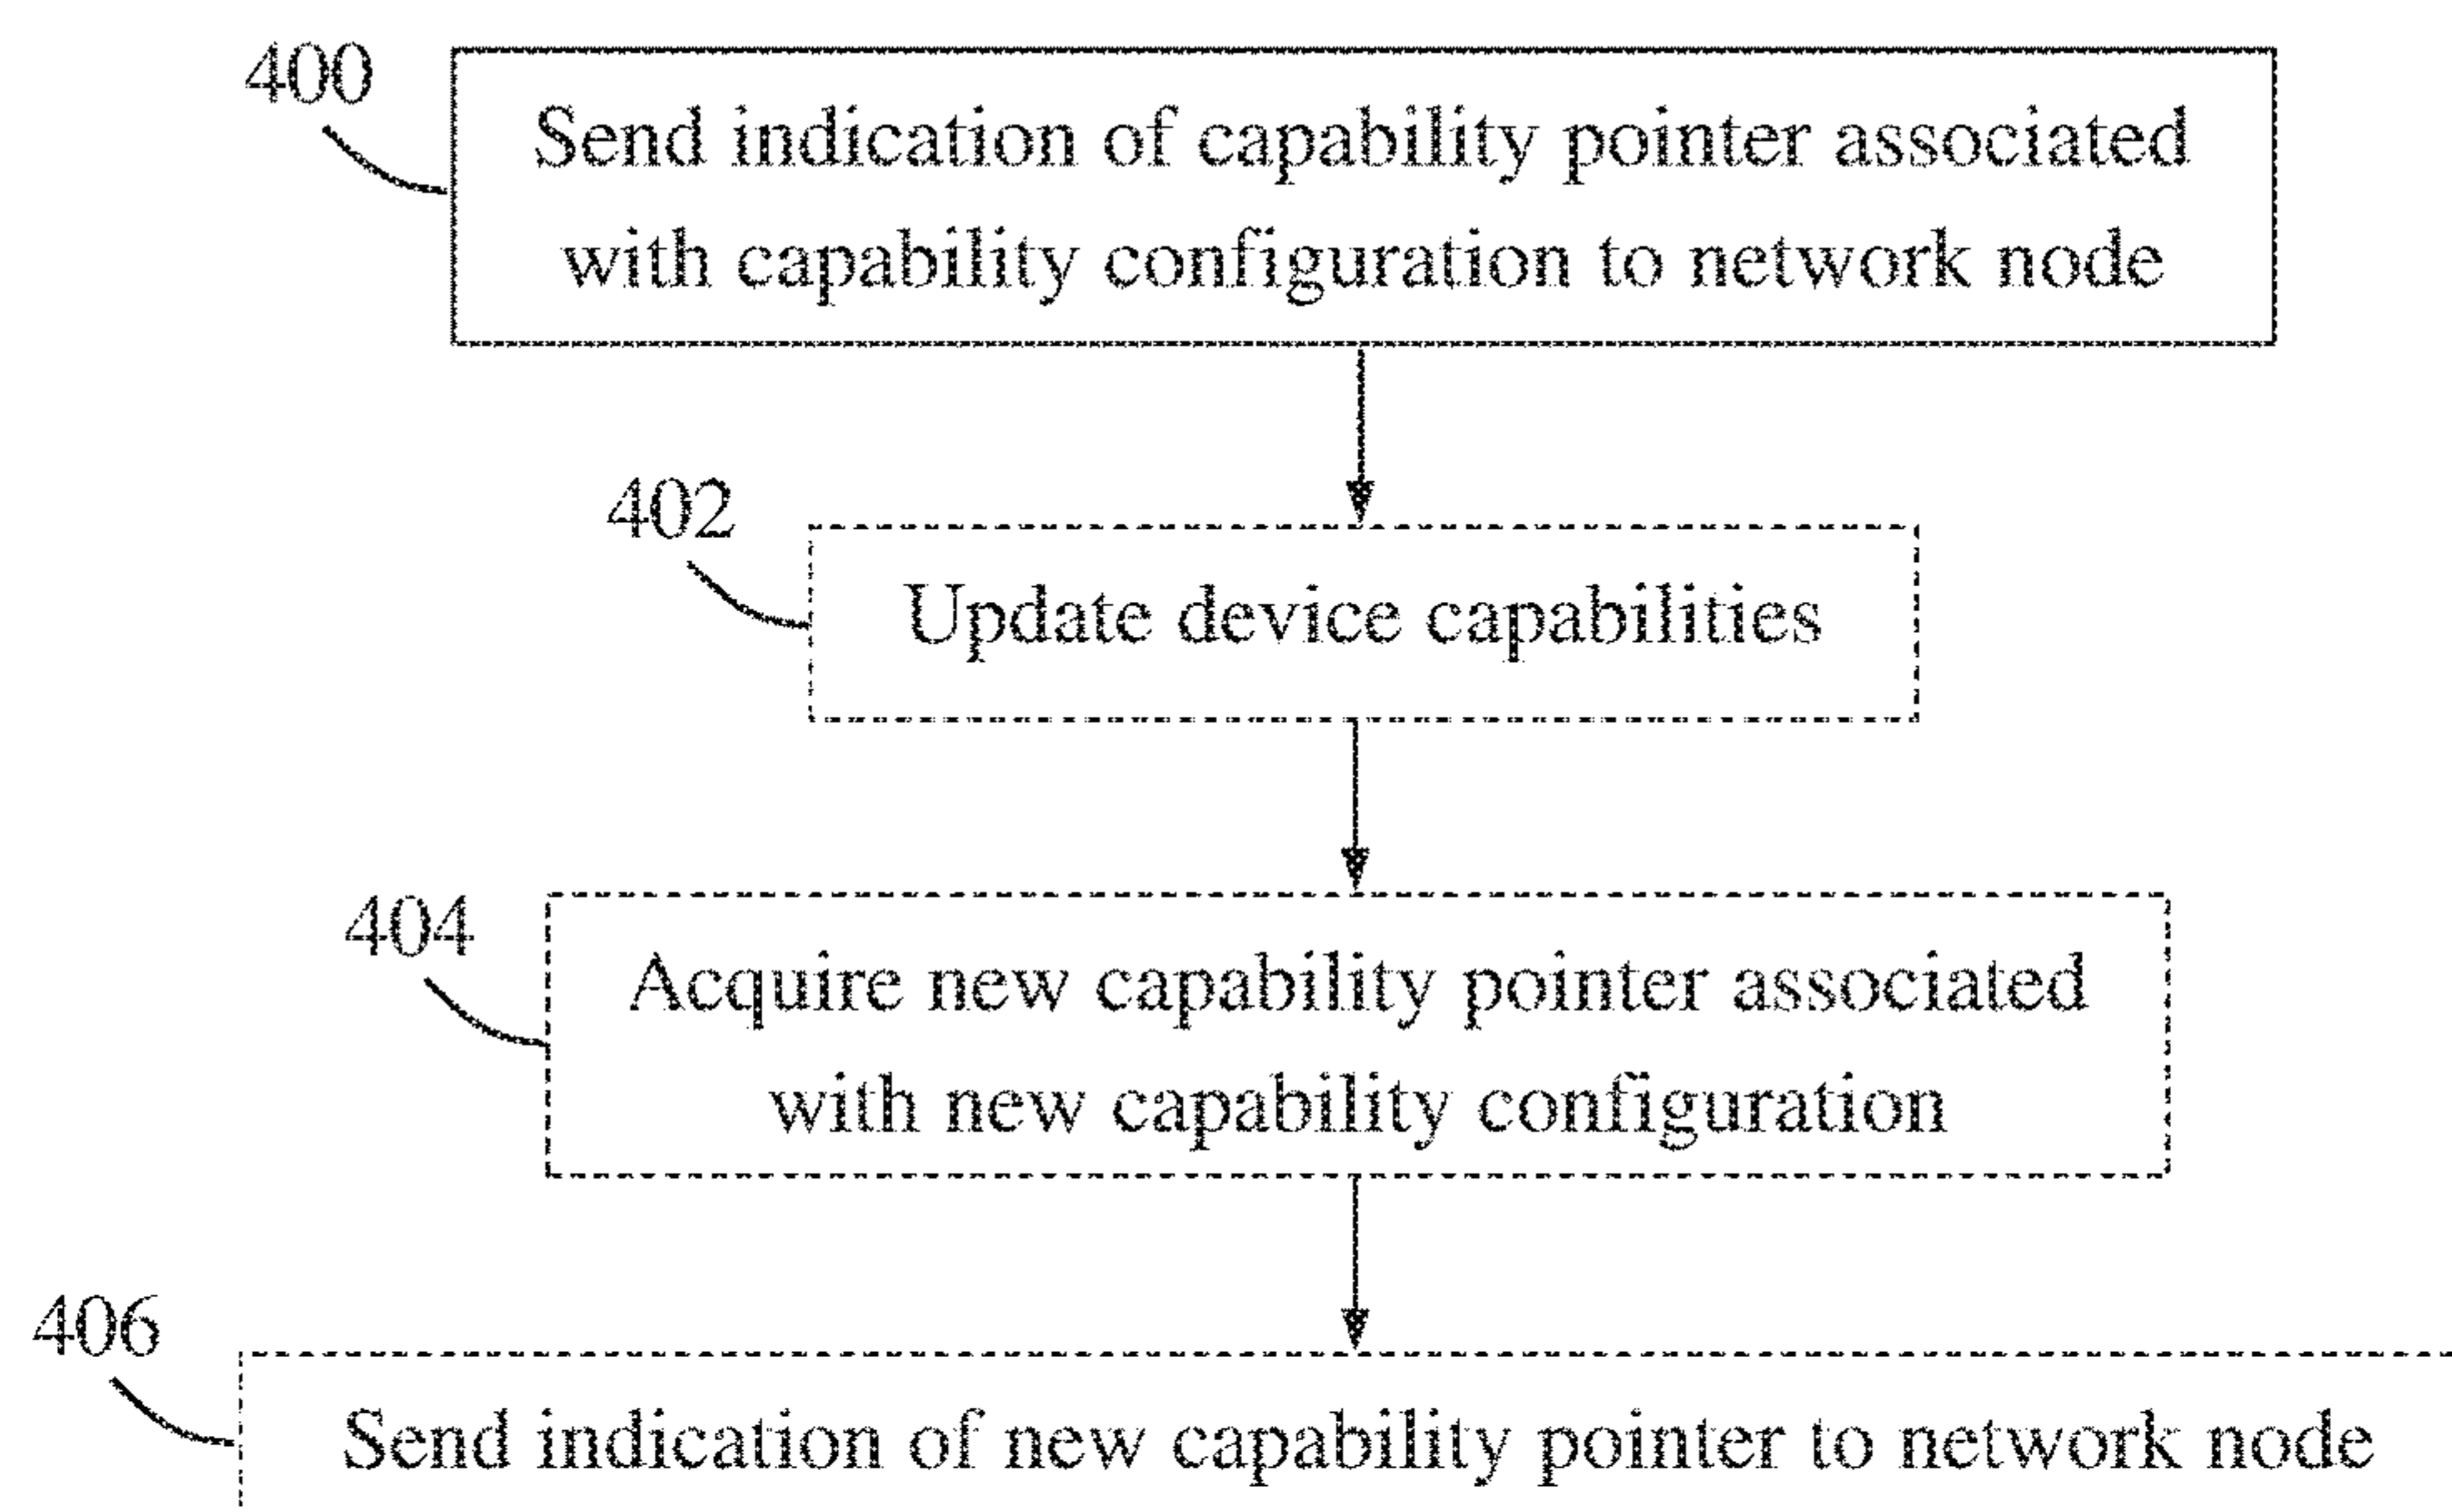 400
Send indication of capability pointer associated
with capability configuration to network node
402
Update device capabilities
404
Acquire new capability pointer associated
with new capability configuration
406
Send indication of new capability pointer to network node